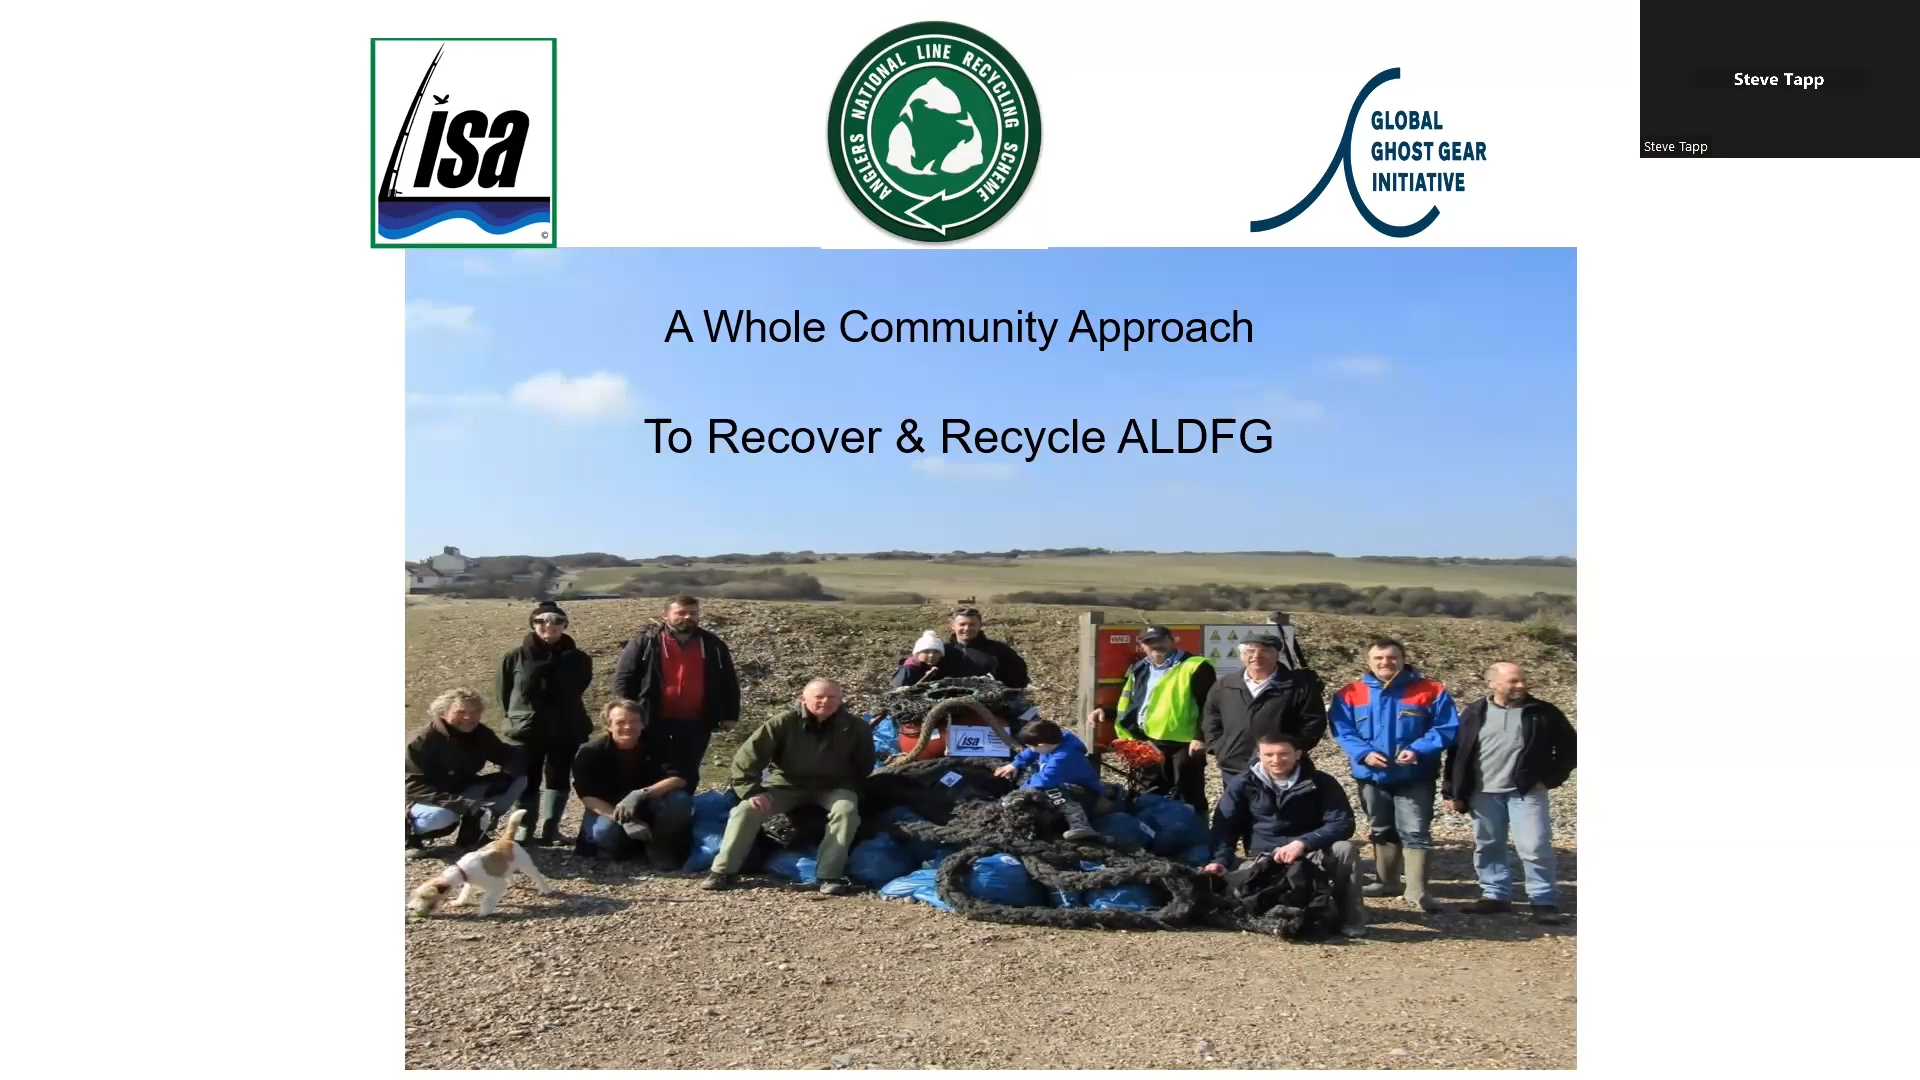 isa
©
ANGLERS NATIONAL LINE RECYCLING SCHEME
GLOBAL
GHOST GEAR
INITIATIVE
Steve Tapp
Steve Tapp
A Whole Community Approach
To Recover & Recycle ALDFG
isa